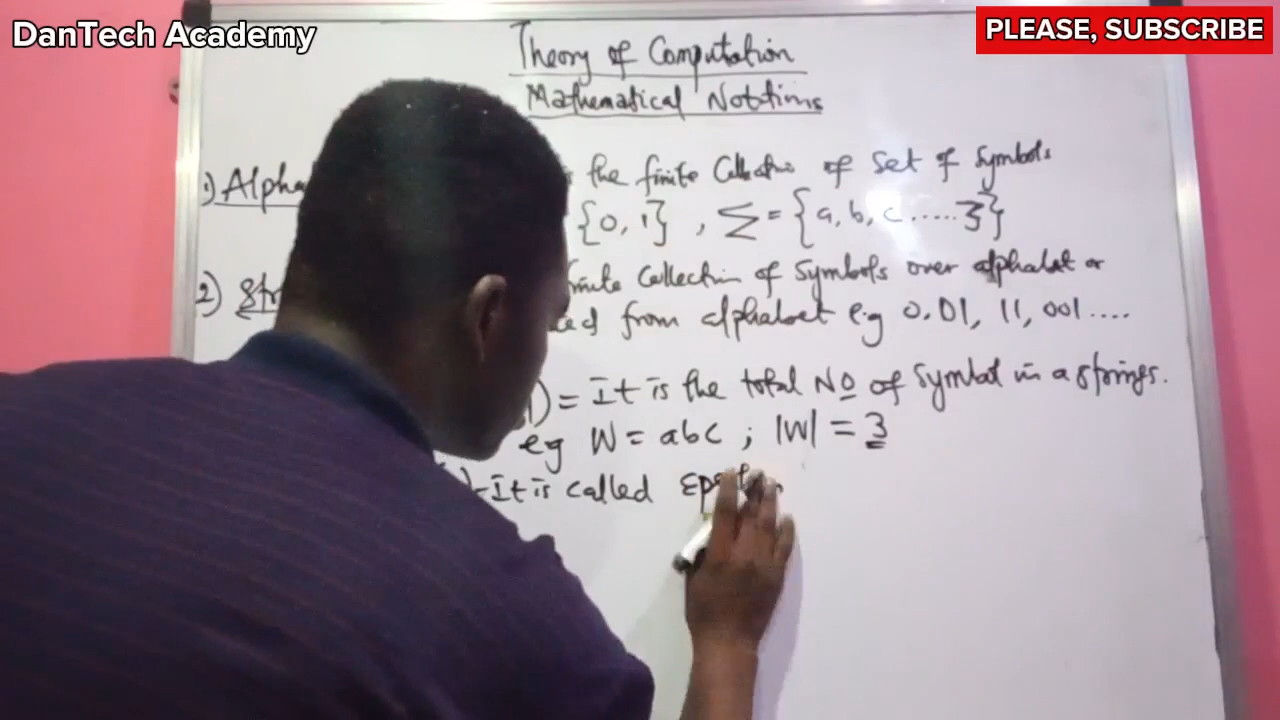 DanTech Academy
PLEASE, SUBSCRIBE
Theory of Computation
Mathematical Notations
1) Alpha the finite Collection of Set of Symbols
{0, 1} , Σ = {a, b, c.....z}
2) Str finite Collection of Symbols over alphabet or
from alphabet e.g 0, 01, 11, 001....
|) = It is the total No of Symbol in a strings.
eg W = abc ; |W| = 3
) - It is called